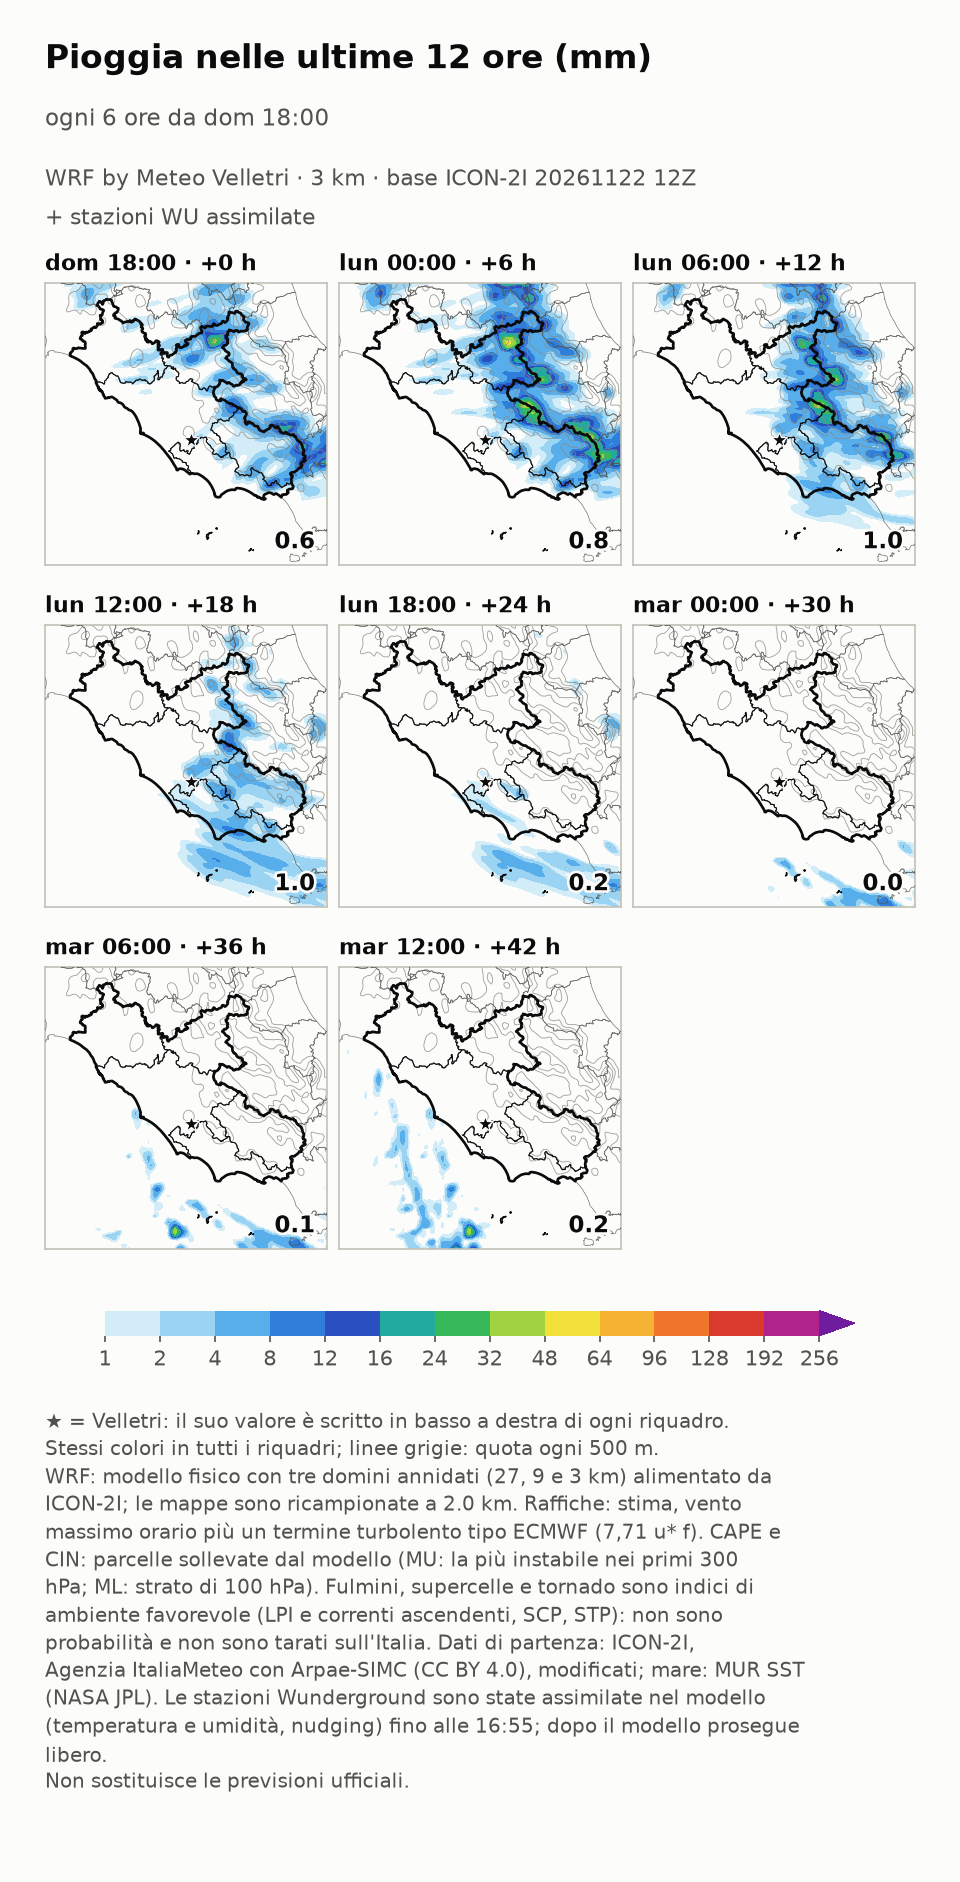 Pioggia nelle ultime 12 ore (mm)
ogni 6 ore da dom 18:00
WRF by Meteo Velletri · 3 km · base ICON-2I 20261122 12Z
+ stazioni WU assimilate
dom 18:00 · +0 h
lun 00:00 · +6 h
lun 06:00 · +12 h
0.6
0.8
1.0
lun 12:00 · +18 h
lun 18:00 · +24 h
mar 00:00 · +30 h
1.0
0.2
0.0
mar 06:00 · +36 h
mar 12:00 · +42 h
0.1
0.2
1 2 4 8 12 16 24 32 48 64 96 128 192 256
★ = Velletri: il suo valore è scritto in basso a destra di ogni riquadro.
Stessi colori in tutti i riquadri; linee grigie: quota ogni 500 m.
WRF: modello fisico con tre domini annidati (27, 9 e 3 km) alimentato da
ICON-2I; le mappe sono ricampionate a 2.0 km. Raffiche: stima, vento
massimo orario più un termine turbolento tipo ECMWF (7,71 u* f). CAPE e
CIN: parcelle sollevate dal modello (MU: la più instabile nei primi 300
hPa; ML: strato di 100 hPa). Fulmini, supercelle e tornado sono indici di
ambiente favorevole (LPI e correnti ascendenti, SCP, STP): non sono
probabilità e non sono tarati sull'Italia. Dati di partenza: ICON-2I,
Agenzia ItaliaMeteo con Arpae-SIMC (CC BY 4.0), modificati; mare: MUR SST
(NASA JPL). Le stazioni Wunderground sono state assimilate nel modello
(temperatura e umidità, nudging) fino alle 16:55; dopo il modello prosegue
libero.
Non sostituisce le previsioni ufficiali.